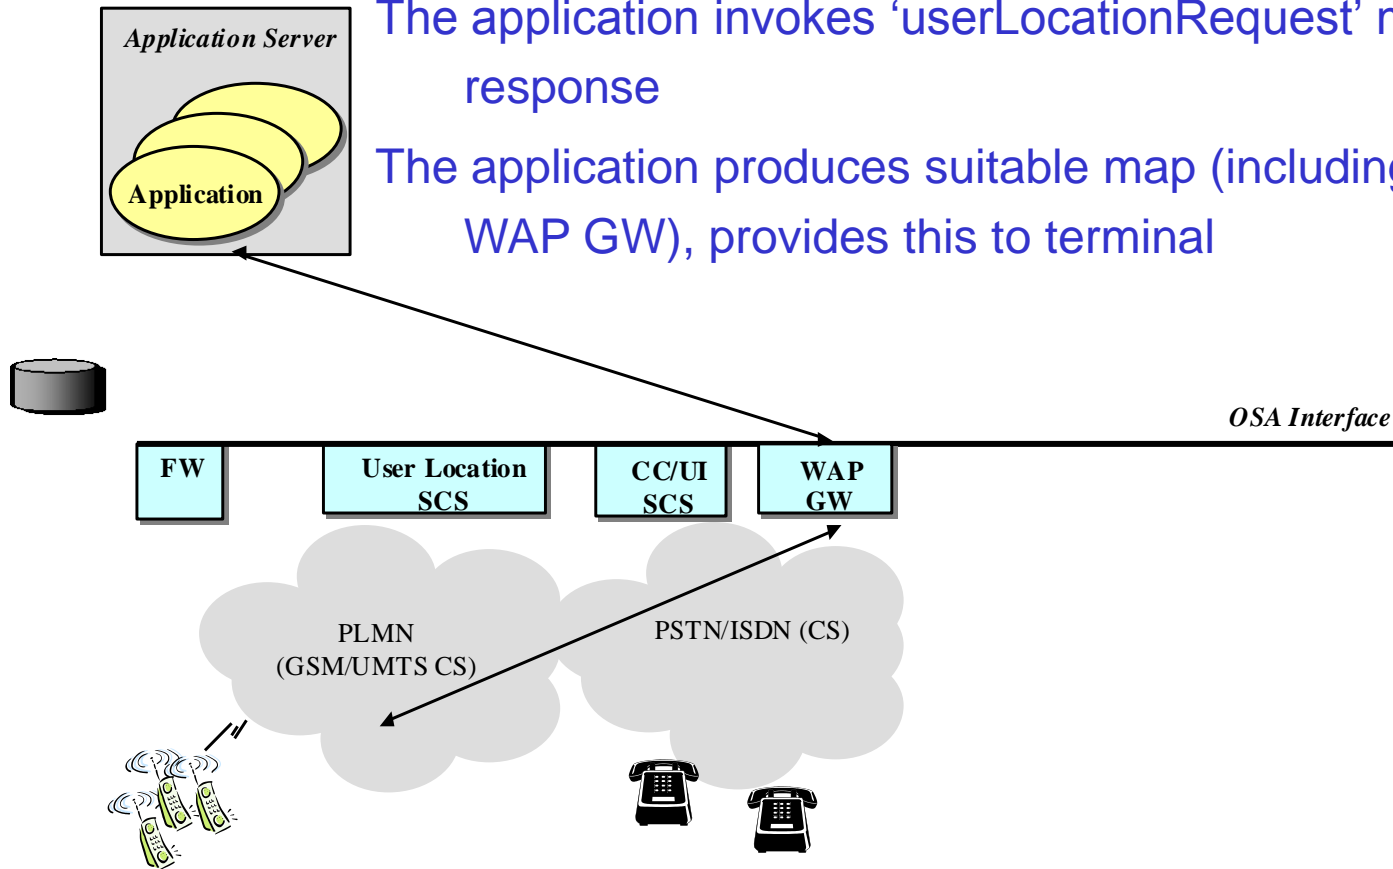 Application Server
The application invokes ‘userLocationRequest’
response
The application produces suitable map (including
WAP GW), provides this to terminal
Application
OSA Interface
FW
User Location
SCS
CC/UI
SCS
WAP
GW
PLMN
(GSM/UMTS CS)
PSTN/ISDN (CS)